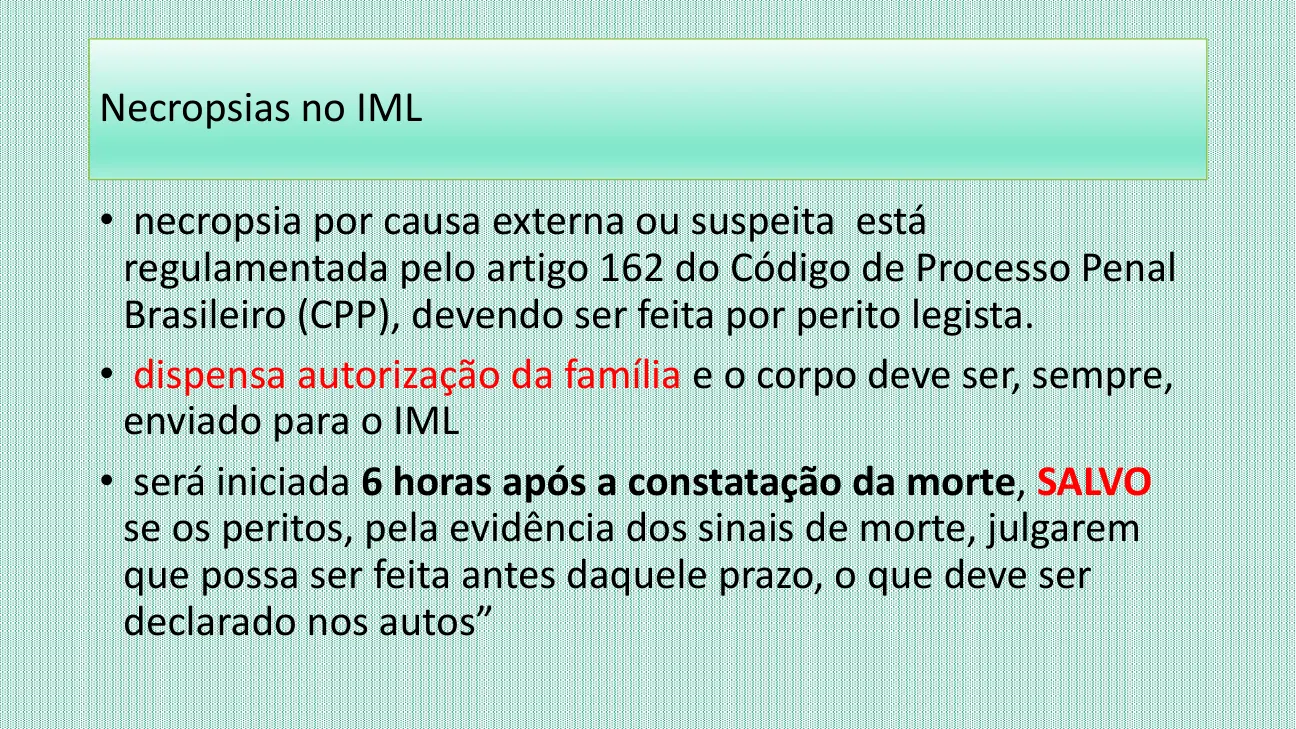 Necropsias no IML
• necropsia por causa externa ou suspeita  está
regulamentada pelo artigo 162 do Código de Processo Penal
Brasileiro (CPP), devendo ser feita por perito legista.
• dispensa autorização da família e o corpo deve ser, sempre,
enviado para o IML
• será iniciada 6 horas após a constatação da morte, SALVO
se os peritos, pela evidência dos sinais de morte, julgarem
que possa ser feita antes daquele prazo, o que deve ser
declarado nos autos”